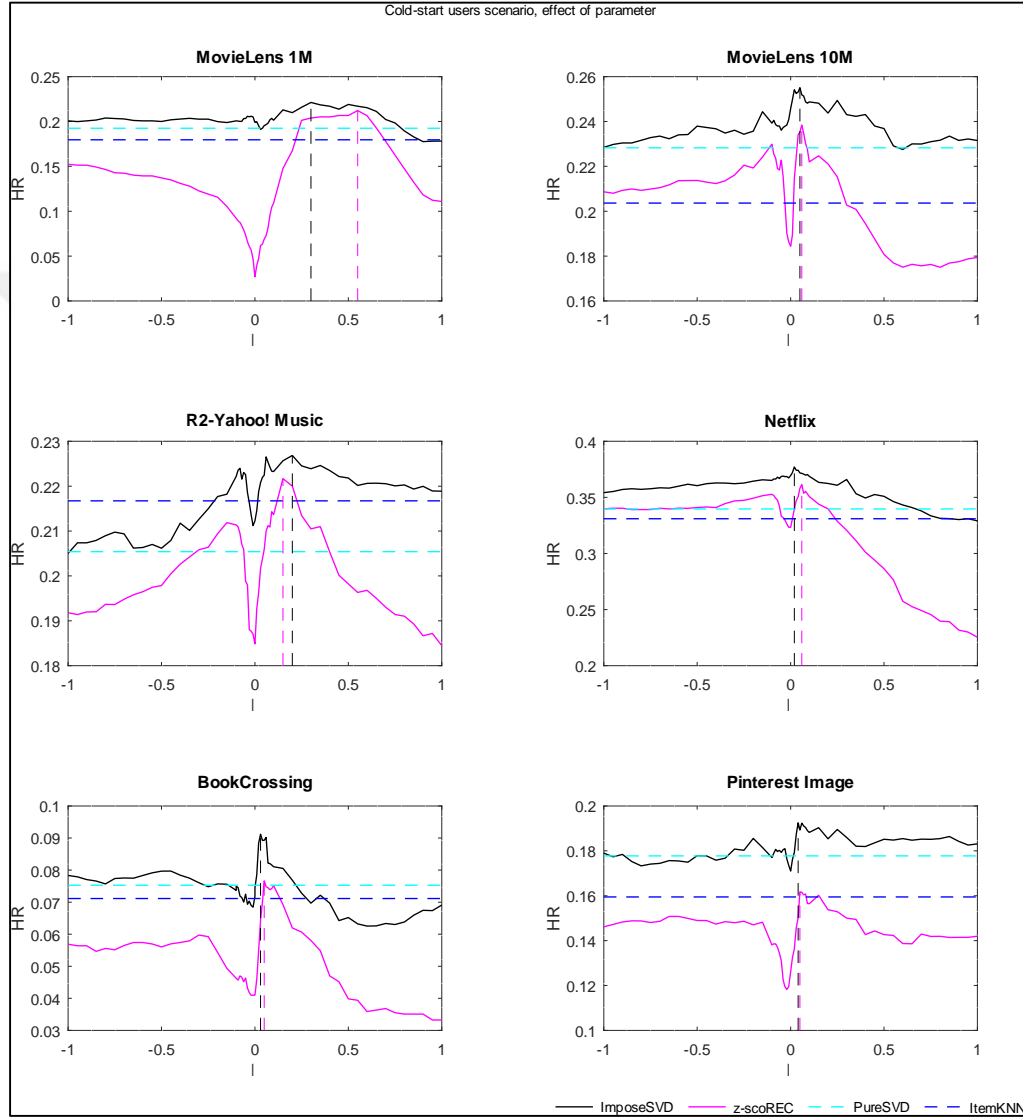 Cold-start users scenario, effect of parameter
MovieLens 1M
0.25
0.2
0.15
0.1
0.05
0
HR
-1 -0.5 0 0.5 1
l
MovieLens 10M
0.26
0.24
0.22
0.2
0.18
0.16
HR
-1 -0.5 0 0.5 1
l
R2-Yahoo! Music
0.23
0.22
0.21
0.2
0.19
0.18
HR
-1 -0.5 0 0.5 1
l
Netflix
0.4
0.35
0.3
0.25
0.2
HR
-1 -0.5 0 0.5 1
l
BookCrossing
0.1
0.09
0.08
0.07
0.06
0.05
0.04
0.03
HR
-1 -0.5 0 0.5 1
l
Pinterest Image
0.2
0.18
0.16
0.14
0.12
0.1
HR
-1 -0.5 0 0.5 1
l
ImposeSVD z-scoREC PureSVD ItemKNN